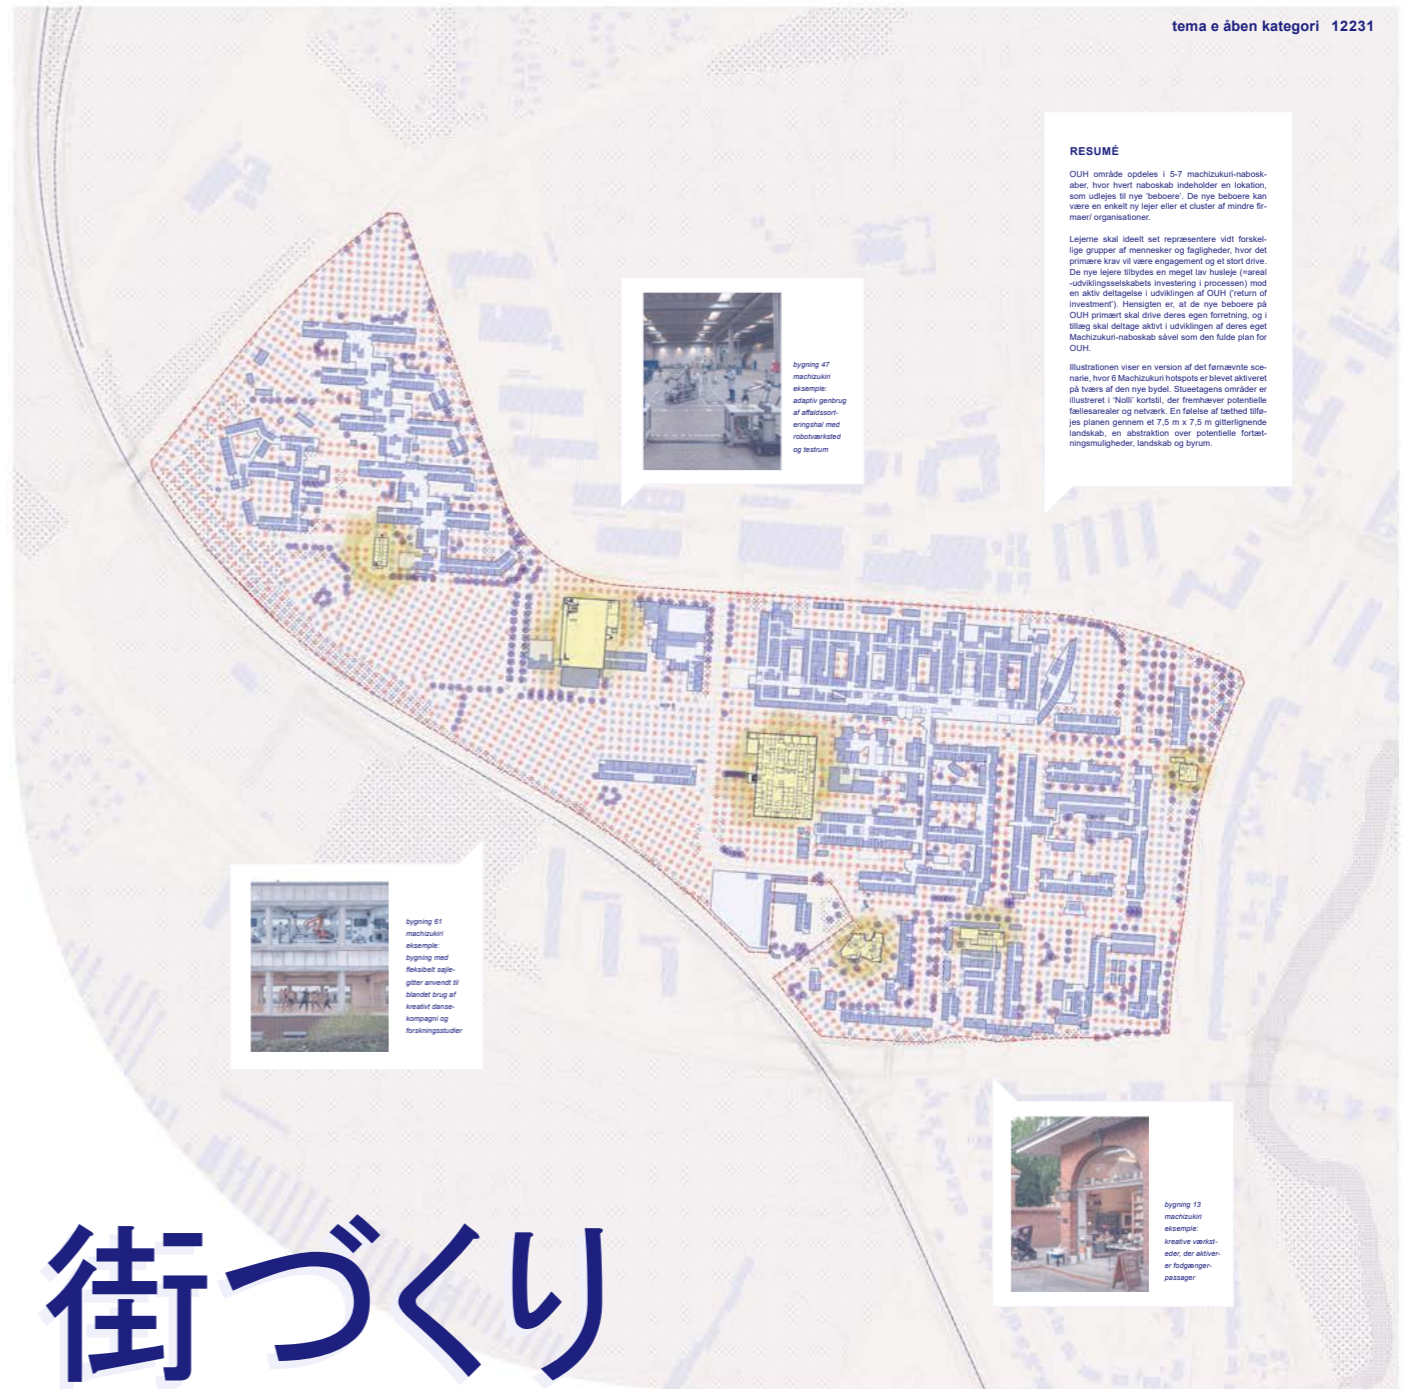 tema e åben kategori 12231
RESUMÉ
OUH område opdeles i 5-7 machizukuri-nabosk-
aber, hvor hvert naboskab indeholder en lokation,
som udlejes til nye 'beboere'. De nye beboere kan
være en enkelt ny lejer eller et cluster af mindre fir-
maer/ organisationer.
Lejerne skal ideelt set repræsentere vidt forskel-
lige grupper af mennesker og fagligheder, hvor det
primære krav vil være engagement og et stort drive.
De nye lejere tilbydes en meget lav husleje (=areal
-udviklingsselskabets investering i processen) mod
en aktiv deltagelse i udviklingen af OUH ('return of
investment'). Hensigten er, at de nye beboere på
OUH primært skal drive deres egen forretning, og i
tillæg skal deltage aktivt i udviklingen af deres eget
Machizukuri-naboskab såvel som den fulde plan for
OUH.
Illustrationen viser en version af det førnævnte sce-
narie, hvor 6 Machizukuri hotspots er blevet aktiveret
på tværs af den nye bydel. Stueetagens områder er
illustreret i 'Nolli' kortstil, der fremhæver potentielle
fællesarealer og netværk. En følelse af tæthed tilfø-
jes planen gennem et 7,5 m x 7,5 m gitterlignende
landskab, en abstraktion over potentielle fortæt-
ningsmuligheder, landskab og byrum.
bygning 47
machizukiri
eksemple:
adaptiv genbrug
af affaldssort-
eringshal med
robotværksted
og testrum
bygning 61
machizukiri
eksemple:
bygning med
fleksibelt søjle-
gitter anvendt til
blandet brug af
kreativt danse-
kompagni og
forskningsstudier
bygning 13
machizukiri
eksemple:
kreative værkst-
eder, der aktiver-
er fodgænger-
passager
街づくり